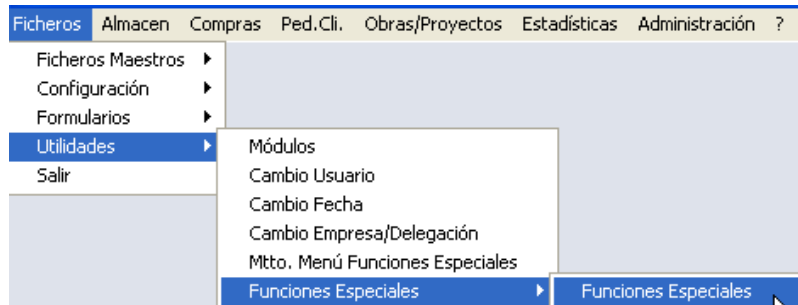 Ficheros Almacen Compras Ped.Cli. Obras/Proyectos Estadísticas Administración ?
Ficheros Maestros
Configuración
Formularios
Utilidades
Salir
Módulos
Cambio Usuario
Cambio Fecha
Cambio Empresa/Delegación
Mtto. Menú Funciones Especiales
Funciones Especiales
Funciones Especiales